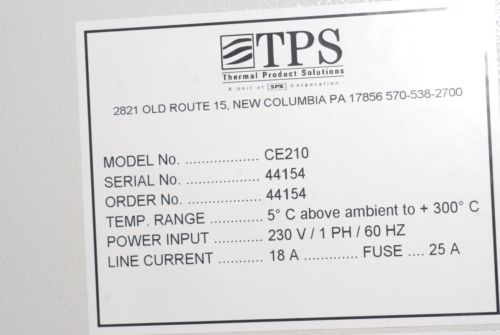 TPS
Thermal Product Solutions
A Unit of SPX Corporation
2821 OLD ROUTE 15, NEW COLUMBIA PA 17856 570-538-2700
MODEL No. .................... CE210
SERIAL No. .................... 44154
ORDER No. .................... 44154
TEMP. RANGE ............ 5° C above ambient to + 300° C
POWER INPUT ............ 230 V / 1 PH / 60 HZ
LINE CURRENT ........... 18 A ............. FUSE .... 25 A